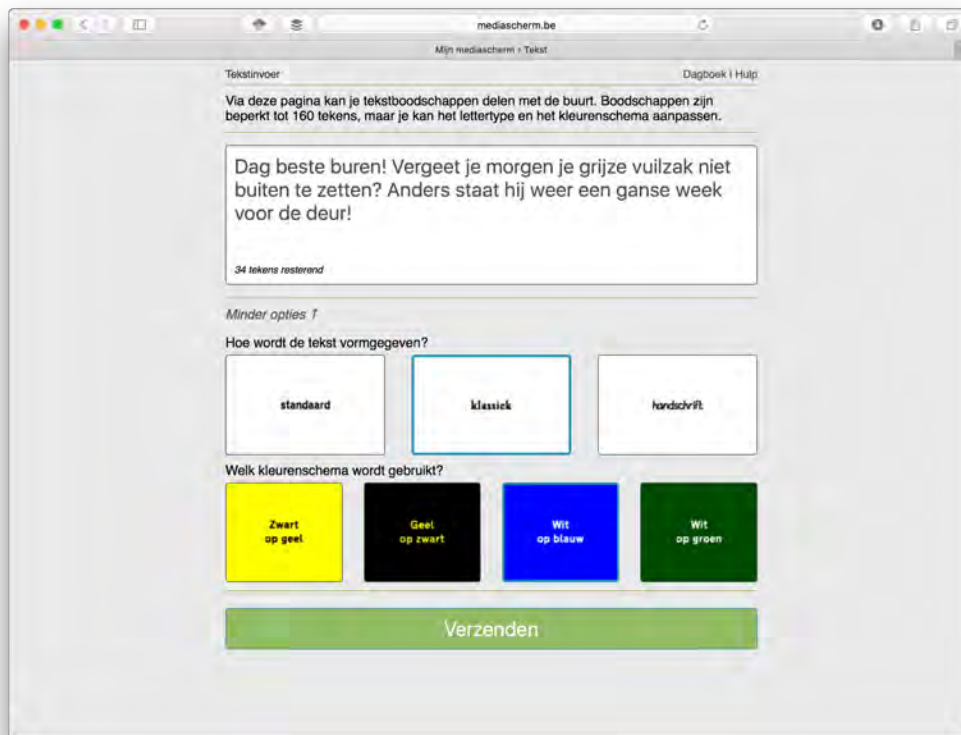 mediascherm.be
Mijn mediascherm › Tekst
Tekstinvoer
Dagboek | Hulp
Via deze pagina kan je tekstboodschappen delen met de buurt. Boodschappen zijn
beperkt tot 160 tekens, maar je kan het lettertype en het kleurenschema aanpassen.
Dag beste buren! Vergeet je morgen je grijze vuilzak niet
buiten te zetten? Anders staat hij weer een ganse week
voor de deur!
34 tekens resterend
Minder opties ↑
Hoe wordt de tekst vormgegeven?
standaard
klassiek
handschrift
Welk kleurenschema wordt gebruikt?
Zwart
op geel
Geel
op zwart
Wit
op blauw
Wit
op groen
Verzenden